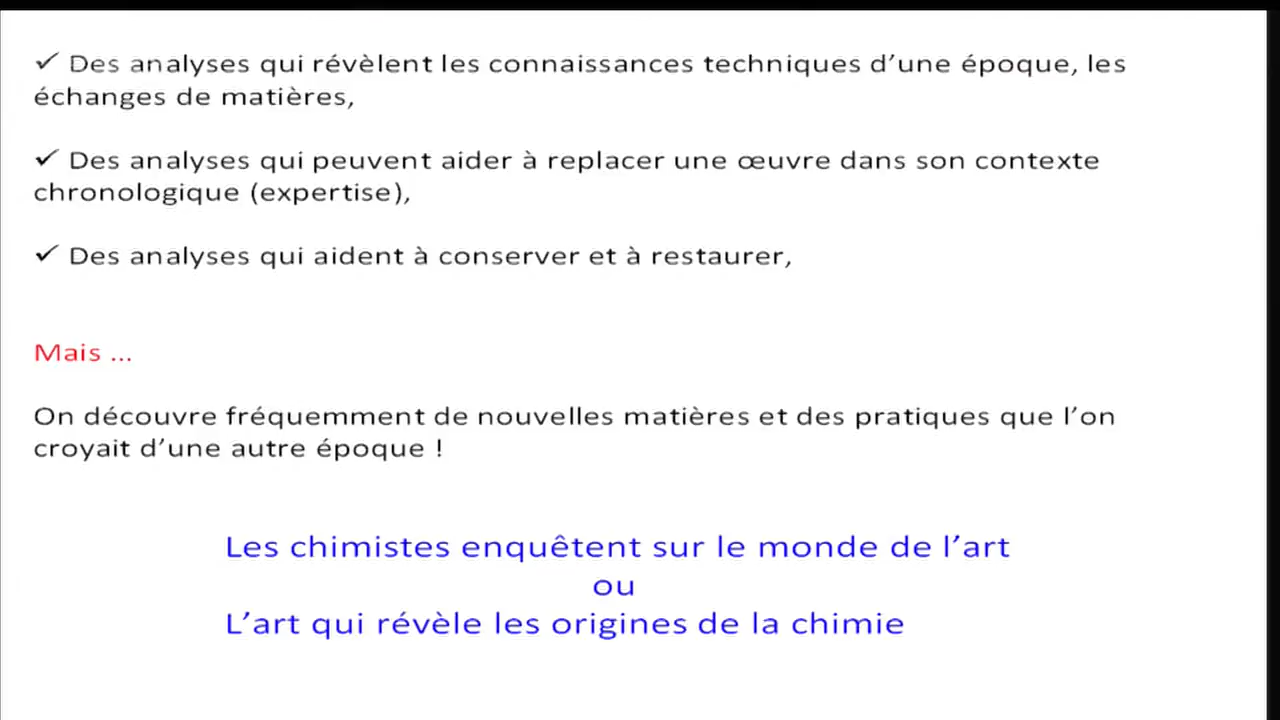 ✓ Des analyses qui révèlent les connaissances techniques d’une époque, les
échanges de matières,
✓ Des analyses qui peuvent aider à replacer une œuvre dans son contexte
chronologique (expertise),
✓ Des analyses qui aident à conserver et à restaurer,
Mais ...
On découvre fréquemment de nouvelles matières et des pratiques que l’on
croyait d’une autre époque !
Les chimistes enquêtent sur le monde de l’art
ou
L’art qui révèle les origines de la chimie